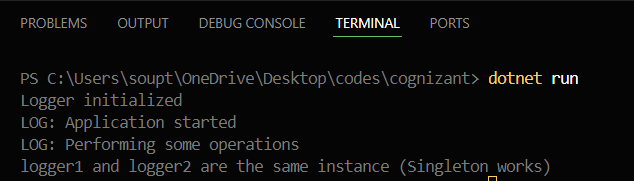 PROBLEMS OUTPUT DEBUG CONSOLE TERMINAL PORTS
PS C:\Users\soupt\OneDrive\Desktop\codes\cognizant> dotnet run
Logger initialized
LOG: Application started
LOG: Performing some operations
logger1 and logger2 are the same instance (Singleton works)